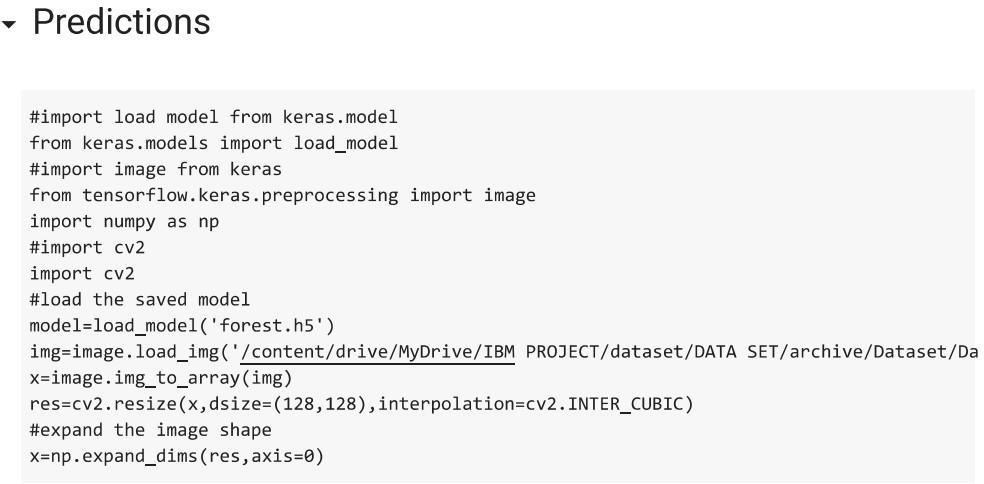 Predictions
#import load model from keras.model
from keras.models import load_model
#import image from keras
from tensorflow.keras.preprocessing import image
import numpy as np
#import cv2
import cv2
#load the saved model
model=load_model('forest.h5')
img=image.load_img('/content/drive/MyDrive/IBM PROJECT/dataset/DATA SET/archive/Dataset/Da
x=image.img_to_array(img)
res=cv2.resize(x,dsize=(128,128),interpolation=cv2.INTER_CUBIC)
#expand the image shape
x=np.expand_dims(res,axis=0)